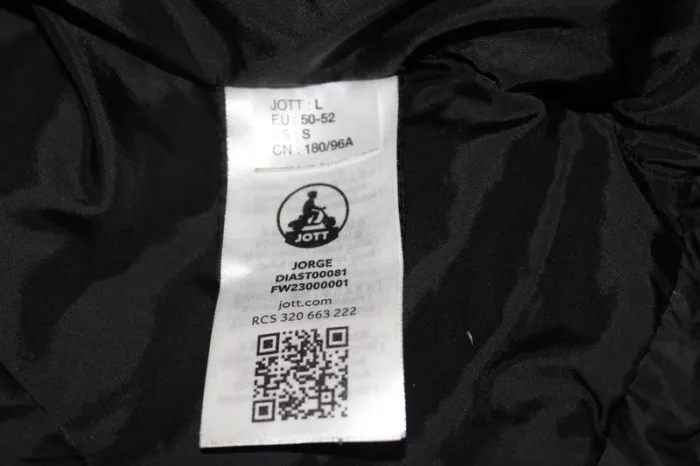 JOTT : L
EU : 50-52
US : S
CN : 180/96A
JOTT
JORGE
DIAST00081
FW23000001
jott.com
RCS 320 663 222